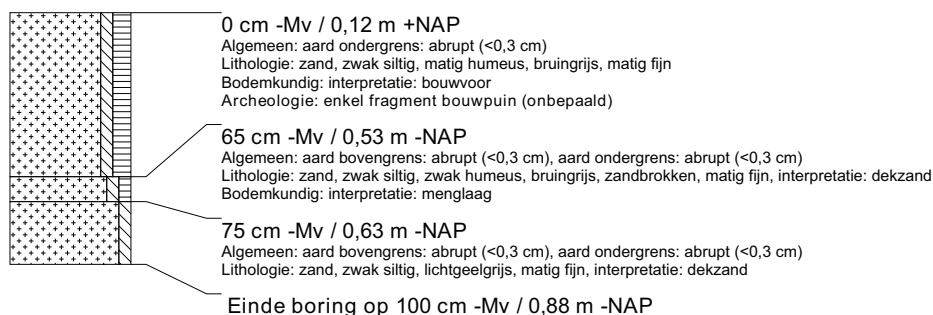 0 cm -Mv / 0,12 m +NAP
Algemeen: aard ondergrens: abrupt (<0,3 cm)
Lithologie: zand, zwak siltig, matig humeus, bruingrijs, matig fijn
Bodemkundig: interpretatie: bouwvoor
Archeologie: enkel fragment bouwpuin (onbepaald)
65 cm -Mv / 0,53 m -NAP
Algemeen: aard bovengrens: abrupt (<0,3 cm), aard ondergrens: abrupt (<0,3 cm)
Lithologie: zand, zwak siltig, zwak humeus, bruingrijs, zandbrokken, matig fijn, interpretatie: dekzand
Bodemkundig: interpretatie: menglaag
75 cm -Mv / 0,63 m -NAP
Algemeen: aard bovengrens: abrupt (<0,3 cm), aard ondergrens: abrupt (<0,3 cm)
Lithologie: zand, zwak siltig, lichtgeelgrijs, matig fijn, interpretatie: dekzand
Einde boring op 100 cm -Mv / 0,88 m -NAP